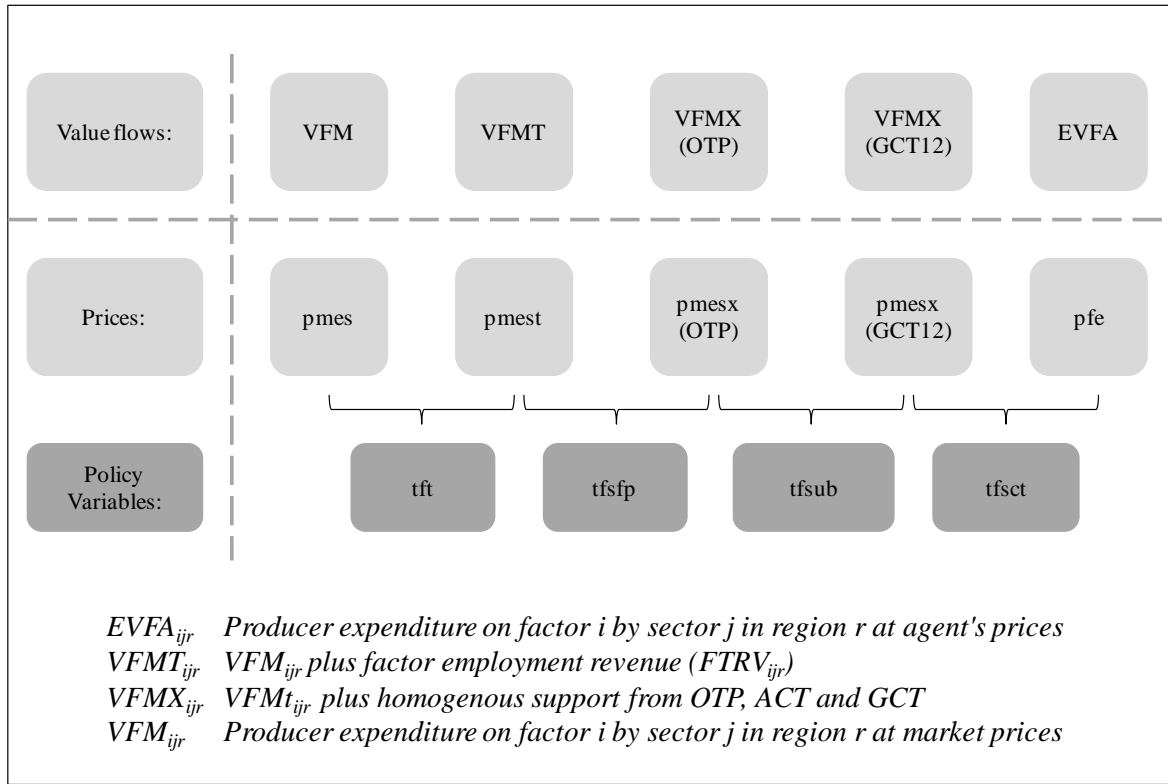 Value flows:
VFM
VFMT
VFMX
(OTP)
VFMX
(GCT12)
EVFA
Prices:
pmes
pmest
pmesx
(OTP)
pmesx
(GCT12)
pfe
Policy
Variables:
tft
tfsfp
tfsub
tfsct
EVFAijr Producer expenditure on factor i by sector j in region r at agent's prices
VFMTijr VFMijr plus factor employment revenue (FTRVijr)
VFMXijr VFMtijr plus homogenous support from OTP, ACT and GCT
VFMijr Producer expenditure on factor i by sector j in region r at market prices